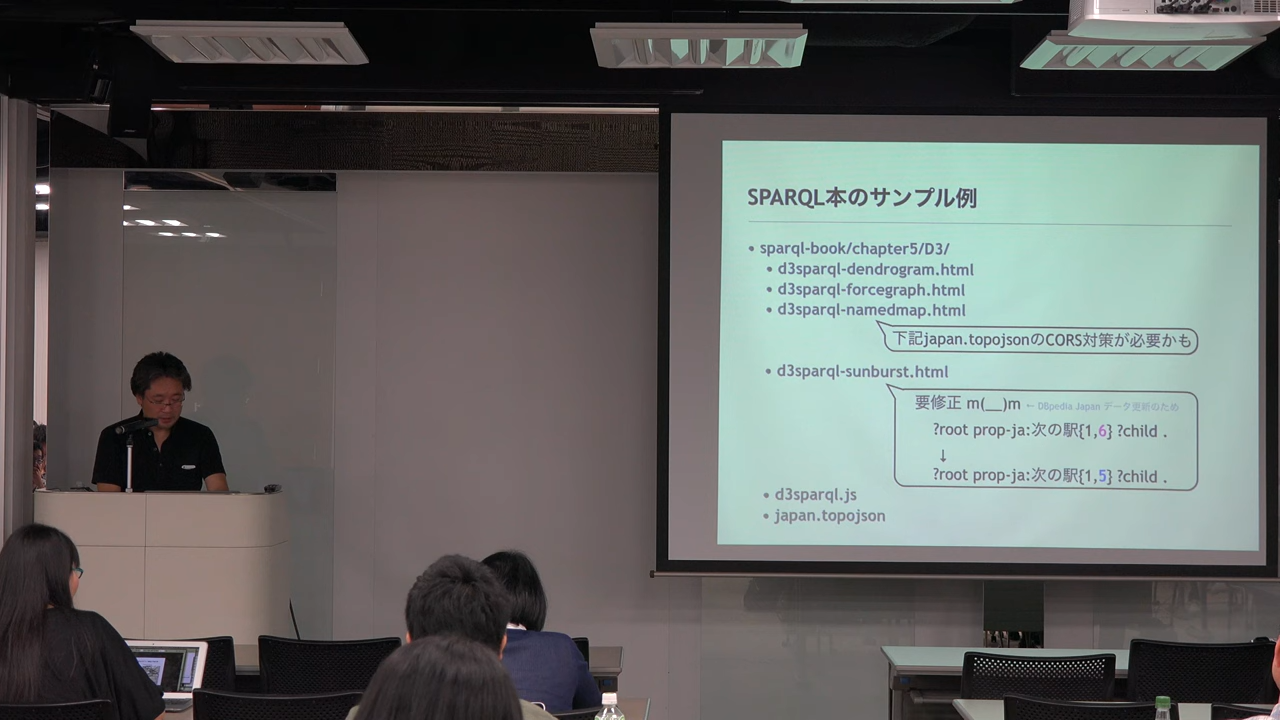 SPARQL本のサンプル例
• sparql-book/chapter5/D3/
• d3sparql-dendrogram.html
• d3sparql-forcegraph.html
• d3sparql-namedmap.html
下記japan.topojsonのCORS対策が必要かも
• d3sparql-sunburst.html
要修正 m(__)m ← DBpedia Japan データ更新のため
?root prop-ja:次の駅{1,6} ?child .
↓
?root prop-ja:次の駅{1,5} ?child .
• d3sparql.js
• japan.topojson